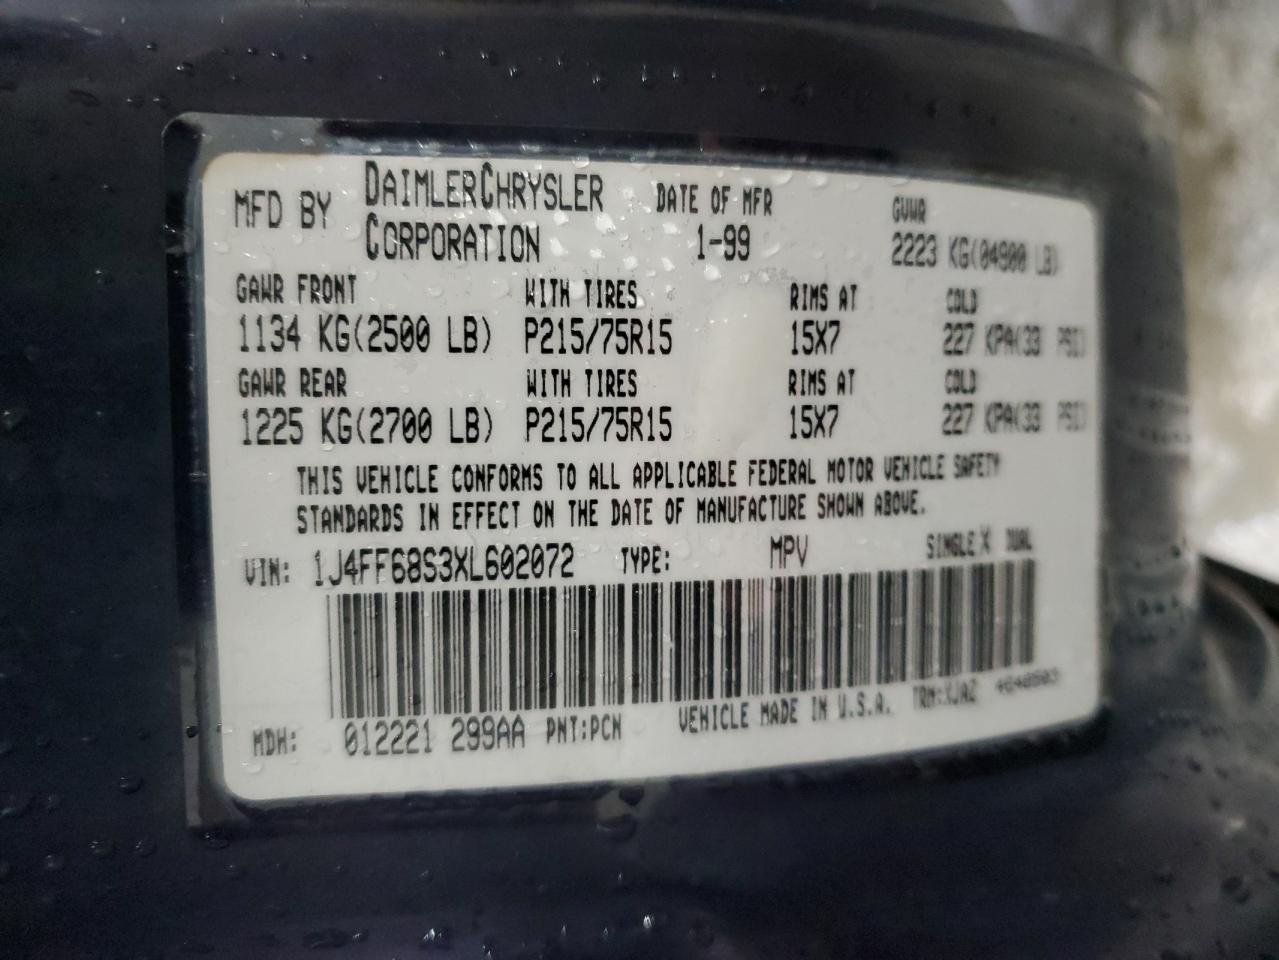 MFD BY DAIMLERCHRYSLER CORPORATION DATE OF MFR 1-99 GVWR 2223 KG(04900 LB)
GAWR FRONT WITH TIRES RIMS AT COLD
1134 KG(2500 LB) P215/75R15 15X7 227 KPA(33 PSI)
GAWR REAR WITH TIRES RIMS AT COLD
1225 KG(2700 LB) P215/75R15 15X7 227 KPA(33 PSI)
THIS VEHICLE CONFORMS TO ALL APPLICABLE FEDERAL MOTOR VEHICLE SAFETY
STANDARDS IN EFFECT ON THE DATE OF MANUFACTURE SHOWN ABOVE.
VIN: 1J4FF68S3XL602072 TYPE: MPV SINGLE X DUAL
MDH: 012221 299AA PNT:PCN VEHICLE MADE IN U.S.A. TRM:XJAZ